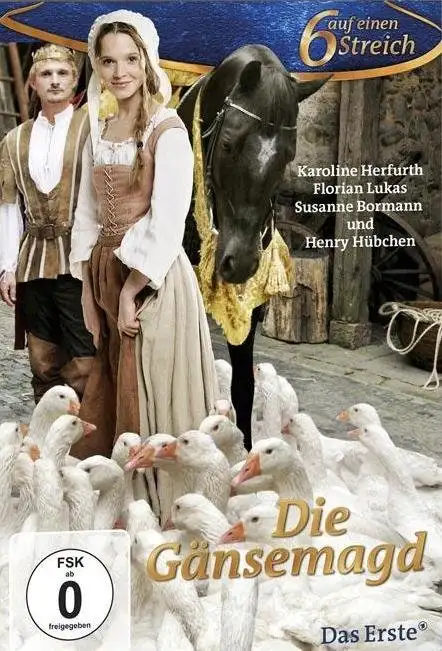 6 auf einen
Streich
Karoline Herfurth
Florian Lukas
Susanne Bormann
und
Henry Hübchen
Die
Gänsemagd
FSK
ab
0
freigegeben
Das Erste